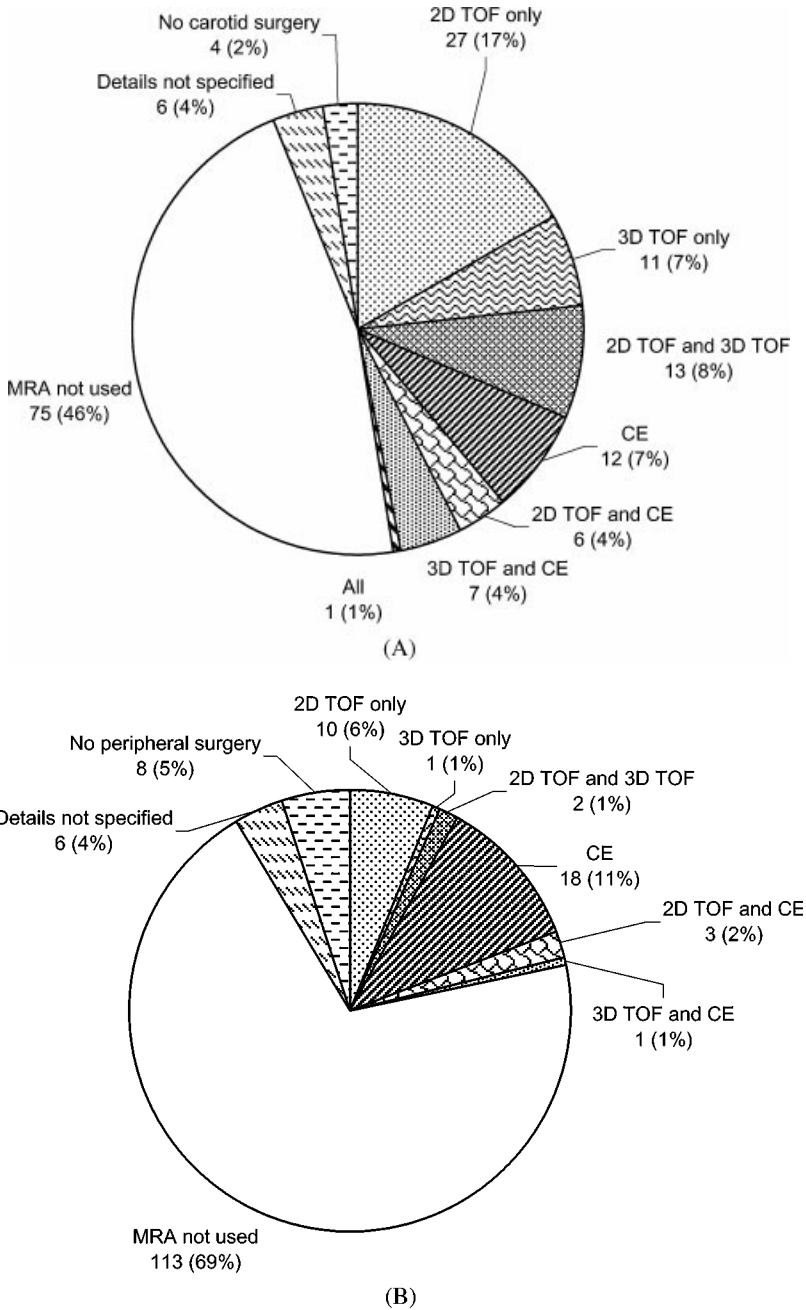 No carotid surgery
4 (2%)
2D TOF only
27 (17%)
Details not specified
6 (4%)
3D TOF only
11 (7%)
2D TOF and 3D TOF
13 (8%)
MRA not used
75 (46%)
CE
12 (7%)
2D TOF and CE
6 (4%)
3D TOF and CE
7 (4%)
All
1 (1%)
(A)
2D TOF only
10 (6%)
3D TOF only
1 (1%)
No peripheral surgery
8 (5%)
2D TOF and 3D TOF
2 (1%)
Details not specified
6 (4%)
CE
18 (11%)
2D TOF and CE
3 (2%)
3D TOF and CE
1 (1%)
MRA not used
113 (69%)
(B)